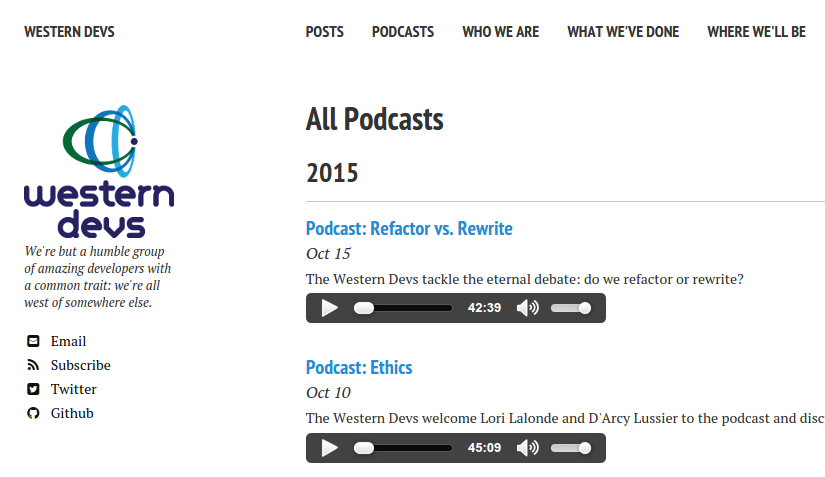 WESTERN DEVS
POSTS PODCASTS WHO WE ARE WHAT WE'VE DONE WHERE WE'LL BE
western
devs
We're but a humble group
of amazing developers with
a common trait: we're all
west of somewhere else.
Email
Subscribe
Twitter
Github
All Podcasts
2015
Podcast: Refactor vs. Rewrite
Oct 15
The Western Devs tackle the eternal debate: do we refactor or rewrite?
42:39
Podcast: Ethics
Oct 10
The Western Devs welcome Lori Lalonde and D'Arcy Lussier to the podcast and disc
45:09